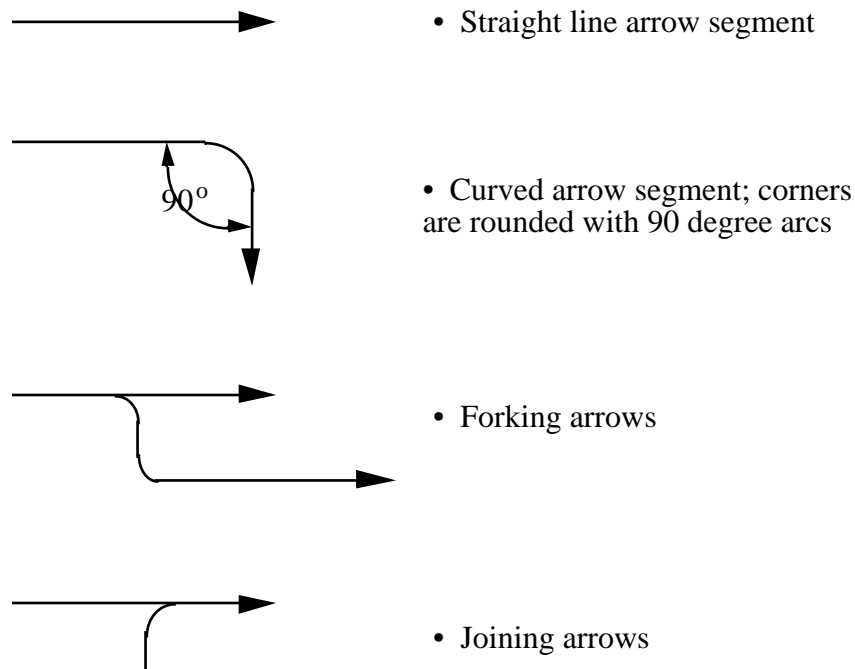 • Straight line arrow segment
90°
• Curved arrow segment; corners
are rounded with 90 degree arcs
• Forking arrows
• Joining arrows